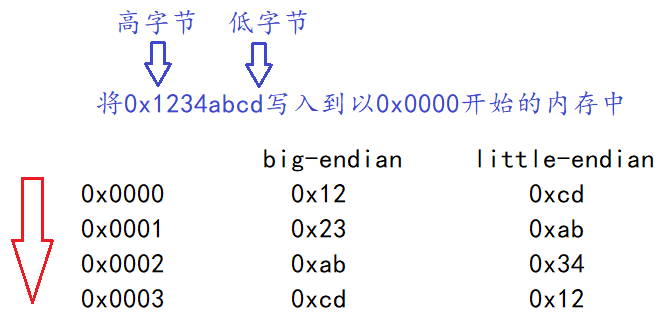 高字节 低字节
将0x1234abcd写入到以0x0000开始的内存中
big-endian little-endian
0x0000 0x12 0xcd
0x0001 0x23 0xab
0x0002 0xab 0x34
0x0003 0xcd 0x12